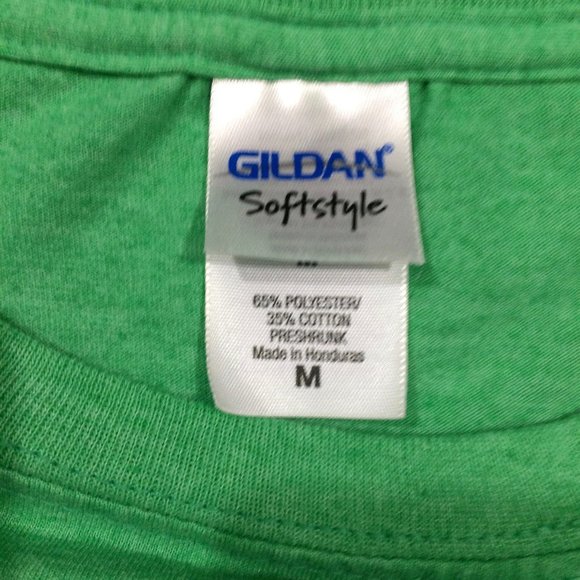 GILDAN®
Softstyle
65% POLYESTER/
35% COTTON
PRESHRUNK
Made in Honduras
M